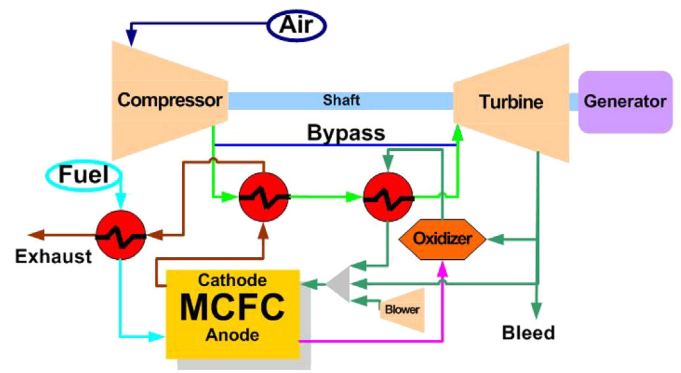 Air
Compressor
Shaft
Turbine
Generator
Bypass
Fuel
Exhaust
Oxidizer
Cathode
MCFC
Anode
Blower
Bleed